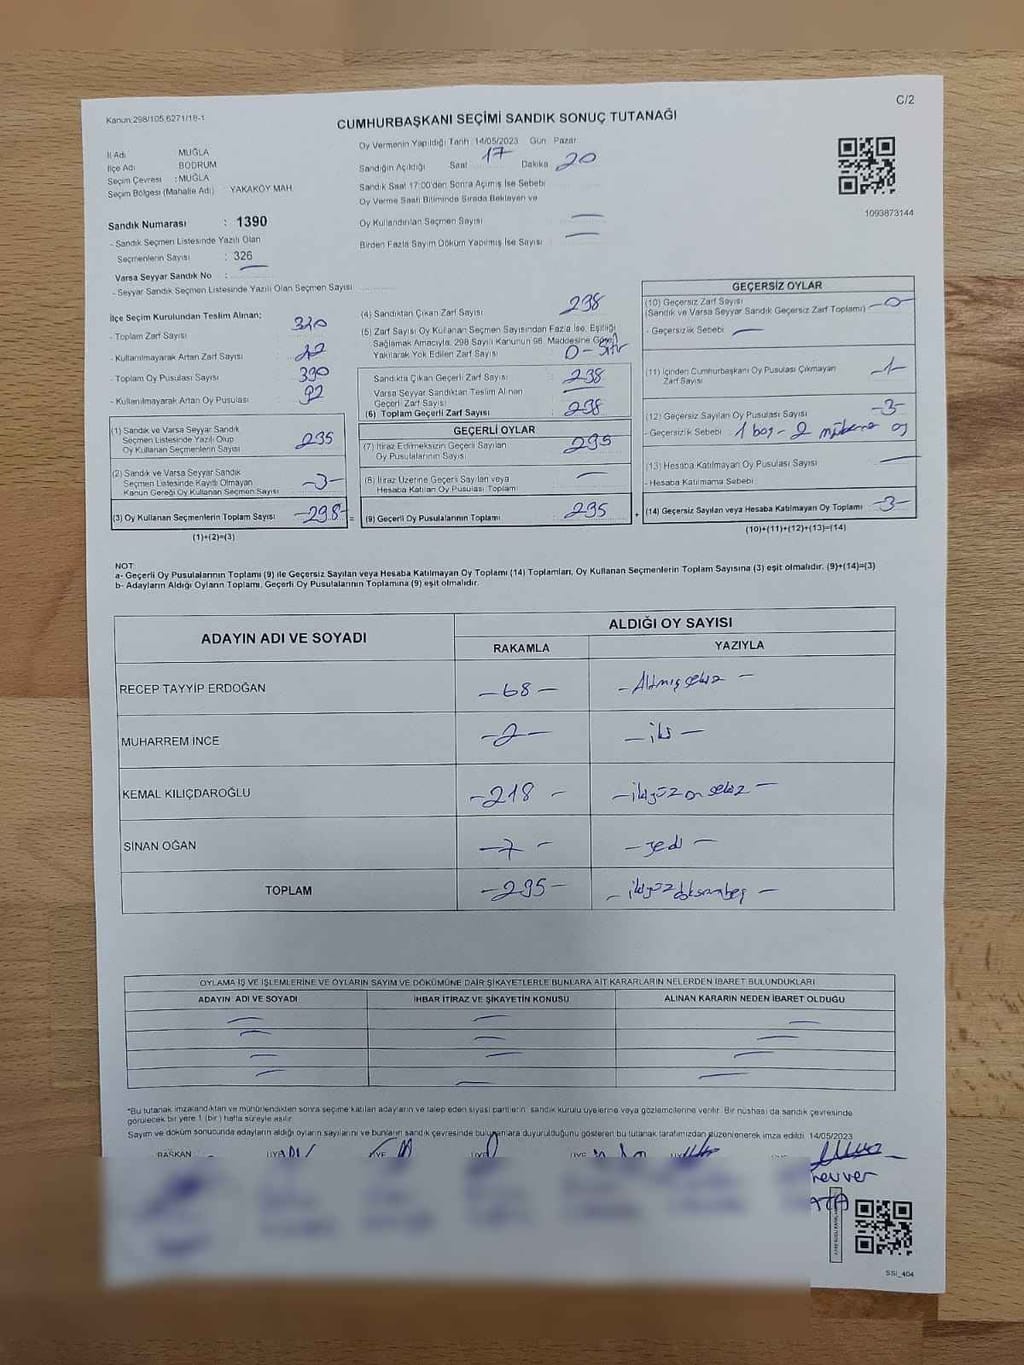 C/2
Kanun:298/105,6271/18-1
CUMHURBAŞKANI SEÇİMİ SANDIK SONUÇ TUTANAĞI
İl Adı MUĞLA
İlçe Adı BODRUM
Seçim Çevresi : MUĞLA
Seçim Bölgesi (Mahalle Adı) YAKAKÖY MAH.
Sandık Numarası : 1390
- Sandık Seçmen Listesinde Yazılı Olan
Seçmenlerin Sayısı : 326
Varsa Seyyar Sandık No :
- Seyyar Sandık Seçmen Listesinde Yazılı Olan Seçmen Sayısı
Oy Vermenin Yapıldığı Tarih 14/05/2023 Gün Pazar
Sandığın Açıldığı Saat 17 Dakika 20
Sandık Saat 17:00'den Sonra Açılmış İse Sebebi
Oy Verme Saati Bitiminde Sırada Bekleyen ve
Oy Kullandırılan Seçmen Sayısı
Birden Fazla Sayım Döküm Yapılmış İse Sayısı
1093873144
İlçe Seçim Kurulundan Teslim Alınan;
- Toplam Zarf Sayısı
- Kullanılmayarak Artan Zarf Sayısı
- Toplam Oy Pusulası Sayısı 390
- Kullanılmayarak Artan Oy Pusulası 92
(1) Sandık ve Varsa Seyyar Sandık
Seçmen Listesinde Yazılı Olup
Oy Kullanan Seçmenlerin Sayısı 295
(2) Sandık ve Varsa Seyyar Sandık
Seçmen Listesinde Kayıtlı Olmayan
Kanun Gereği Oy Kullanan Seçmen Sayısı -3-
(3) Oy Kullanan Seçmenlerin Toplam Sayısı -298- =
(1)+(2)=(3)
(4) Sandıktan Çıkan Zarf Sayısı 298
(5) Zarf Sayısı Oy Kullanan Seçmen Sayısından Fazla İse, Eşitliği
Sağlamak Amacıyla, 298 Sayılı Kanunun 98. Maddesine Göre
Yakılarak Yok Edilen Zarf Sayısı 0-Sıfır
Sandıkta Çıkan Geçerli Zarf Sayısı 298
Varsa Seyyar Sandıktan Teslim Alınan
Geçerli Zarf Sayısı
(6) Toplam Geçerli Zarf Sayısı 298
GEÇERLİ OYLAR
(7) İtiraz Edilmeksizin Geçerli Sayılan
Oy Pusulalarının Sayısı 295
(8) İtiraz Üzerine Geçerli Sayılan veya
Hesaba Katılan Oy Pusulası Toplamı
(9) Geçerli Oy Pusulalarının Toplamı 295 +
GEÇERSİZ OYLAR
(10) Geçersiz Zarf Sayısı
(Sandık ve Varsa Seyyar Sandık Geçersiz Zarf Toplamı) -0-
- Geçersizlik Sebebi
(11) İçinden Cumhurbaşkanı Oy Pusulası Çıkmayan
Zarf Sayısı
(12) Geçersiz Sayılan Oy Pusulası Sayısı -3-
- Geçersizlik Sebebi 1 boş - 2 mükerrer oy
(13) Hesaba Katılmayan Oy Pusulası Sayısı
- Hesaba Katılmama Sebebi
(14) Geçersiz Sayılan veya Hesaba Katılmayan Oy Toplamı -3-
(10)+(11)+(12)+(13)=(14)
NOT:
a- Geçerli Oy Pusulalarının Toplamı (9) ile Geçersiz Sayılan veya Hesaba Katılmayan Oy Toplamı (14) Toplamları, Oy Kullanan Seçmenlerin Toplam Sayısına (3) eşit olmalıdır. (9)+(14)=(3)
b- Adayların Aldığı Oyların Toplamı, Geçerli Oy Pusulalarının Toplamına (9) eşit olmalıdır.
ADAYIN ADI VE SOYADI ALDIĞI OY SAYISI
RAKAMLA YAZIYLA
RECEP TAYYİP ERDOĞAN -68- -Altmışsekiz-
MUHARREM İNCE -2- -iki-
KEMAL KILIÇDAROĞLU -218- -ikiyüzonsekiz-
SİNAN OĞAN -7- -yedi-
TOPLAM -295- -ikiyüzdoksanbeş-
OYLAMA İŞ VE İŞLEMLERİNE VE OYLARIN SAYIM VE DÖKÜMÜNE DAİR ŞİKAYETLERLE BUNLARA AİT KARARLARIN NELERDEN İBARET BULUNDUKLARI
ADAYIN ADI VE SOYADI İHBAR İTİRAZ VE ŞİKAYETİN KONUSU ALINAN KARARIN NEDEN İBARET OLDUĞU
*Bu tutanak imzalandıktan ve mühürlendikten sonra seçime katılan adayların ve talep eden siyasi partilerin sandık kurulu üyelerine veya gözlemcilerine verilir. Bir nüshası da sandık çevresinde
görülecek bir yere 1 (bir) hafta süreyle asılır.
Sayım ve döküm sonucunda adayların aldığı oyların sayılarını ve bunların sandık çevresinde bulunanlara duyurulduğunu gösteren bu tutanak tarafımızdan düzenlenerek imza edildi. 14/05/2023
BAŞKAN ÜYE ÜYE ÜYE ÜYE
SSİ_404